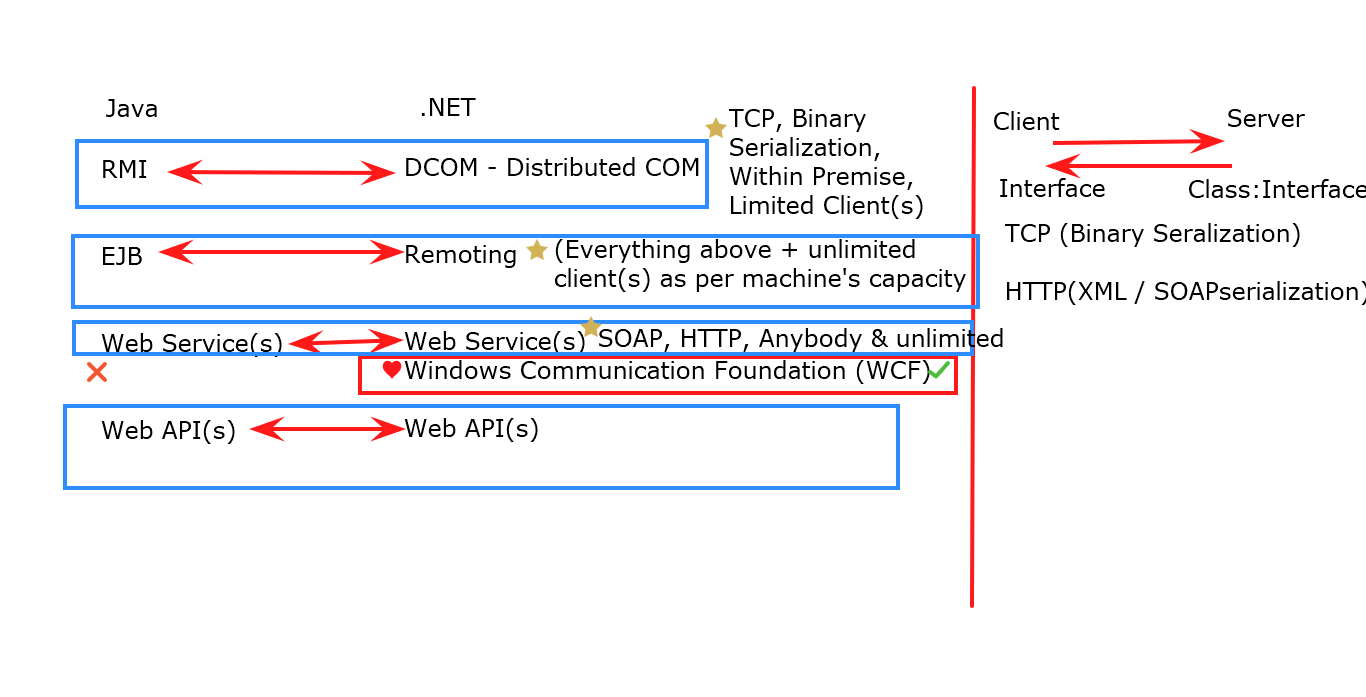 Java
.NET
RMI
DCOM - Distributed COM
TCP, Binary
Serialization,
Within Premise,
Limited Client(s)
EJB
Remoting
(Everything above + unlimited
client(s) as per machine's capacity
Web Service(s)
Web Service(s)
SOAP, HTTP, Anybody & unlimited
Windows Communication Foundation (WCF)
Web API(s)
Web API(s)
Client
Server
Interface
Class:Interface
TCP (Binary Seralization)
HTTP(XML / SOAPserialization)